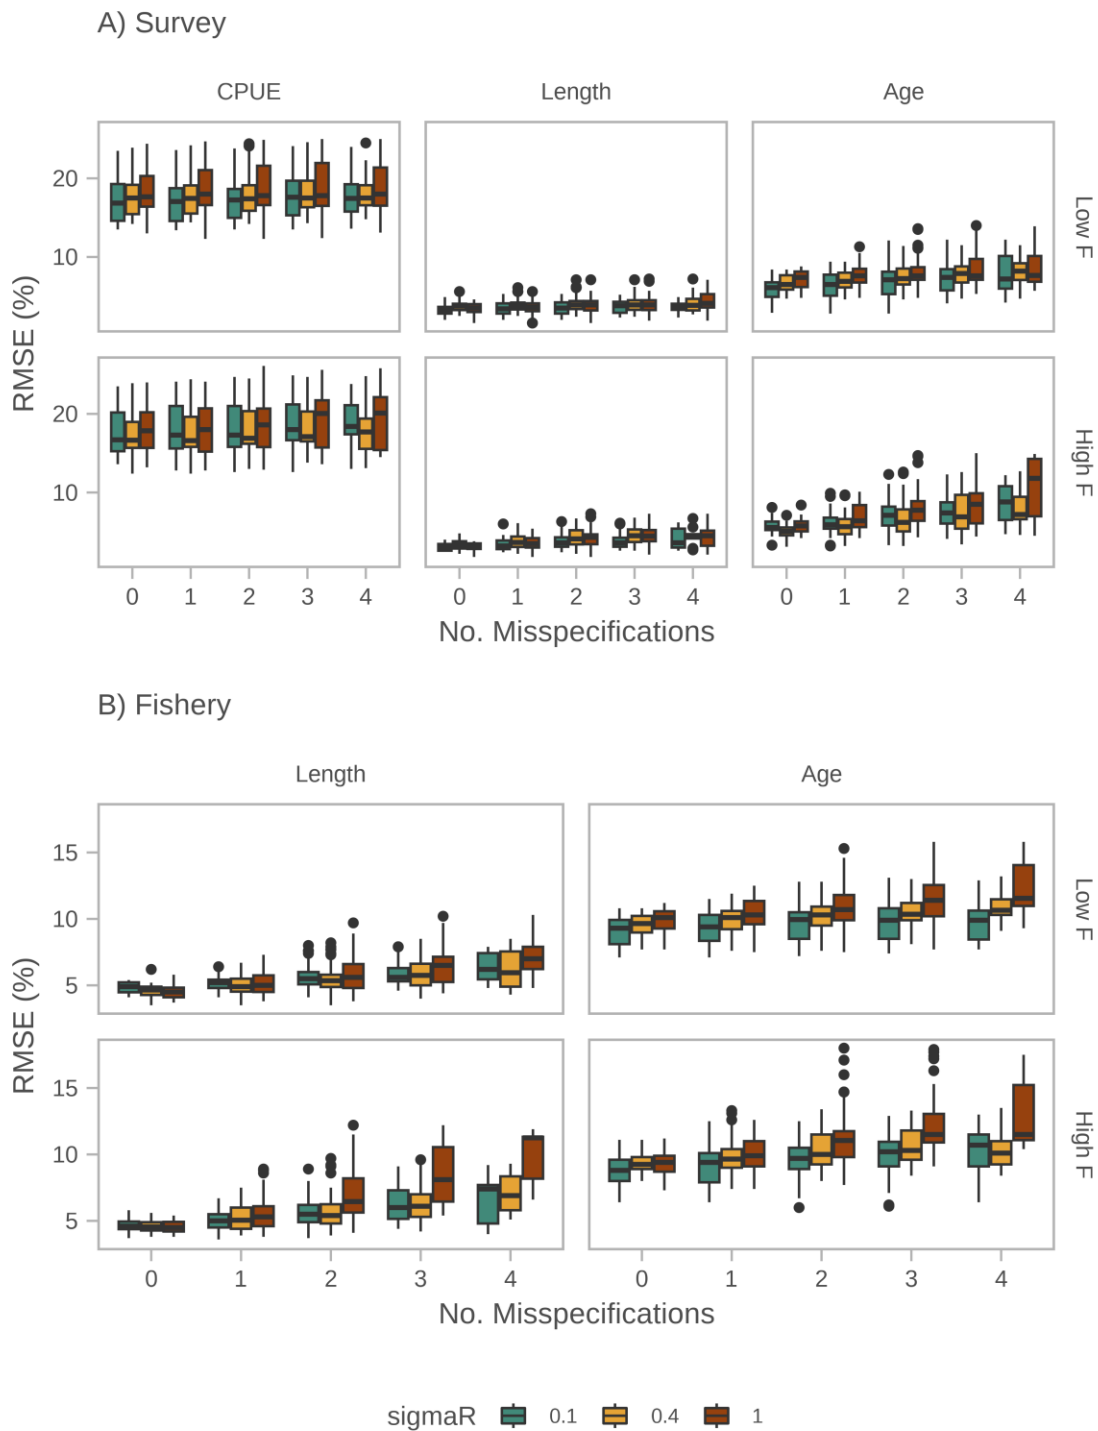 A) Survey
CPUE Length Age
20
10
Low F
RMSE (%)
20
10
High F
0 1 2 3 4 0 1 2 3 4 0 1 2 3 4
No. Misspecifications
B) Fishery
Length Age
15
10
5
Low F
RMSE (%)
15
10
5
High F
0 1 2 3 4 0 1 2 3 4
No. Misspecifications
sigmaR 0.1 0.4 1